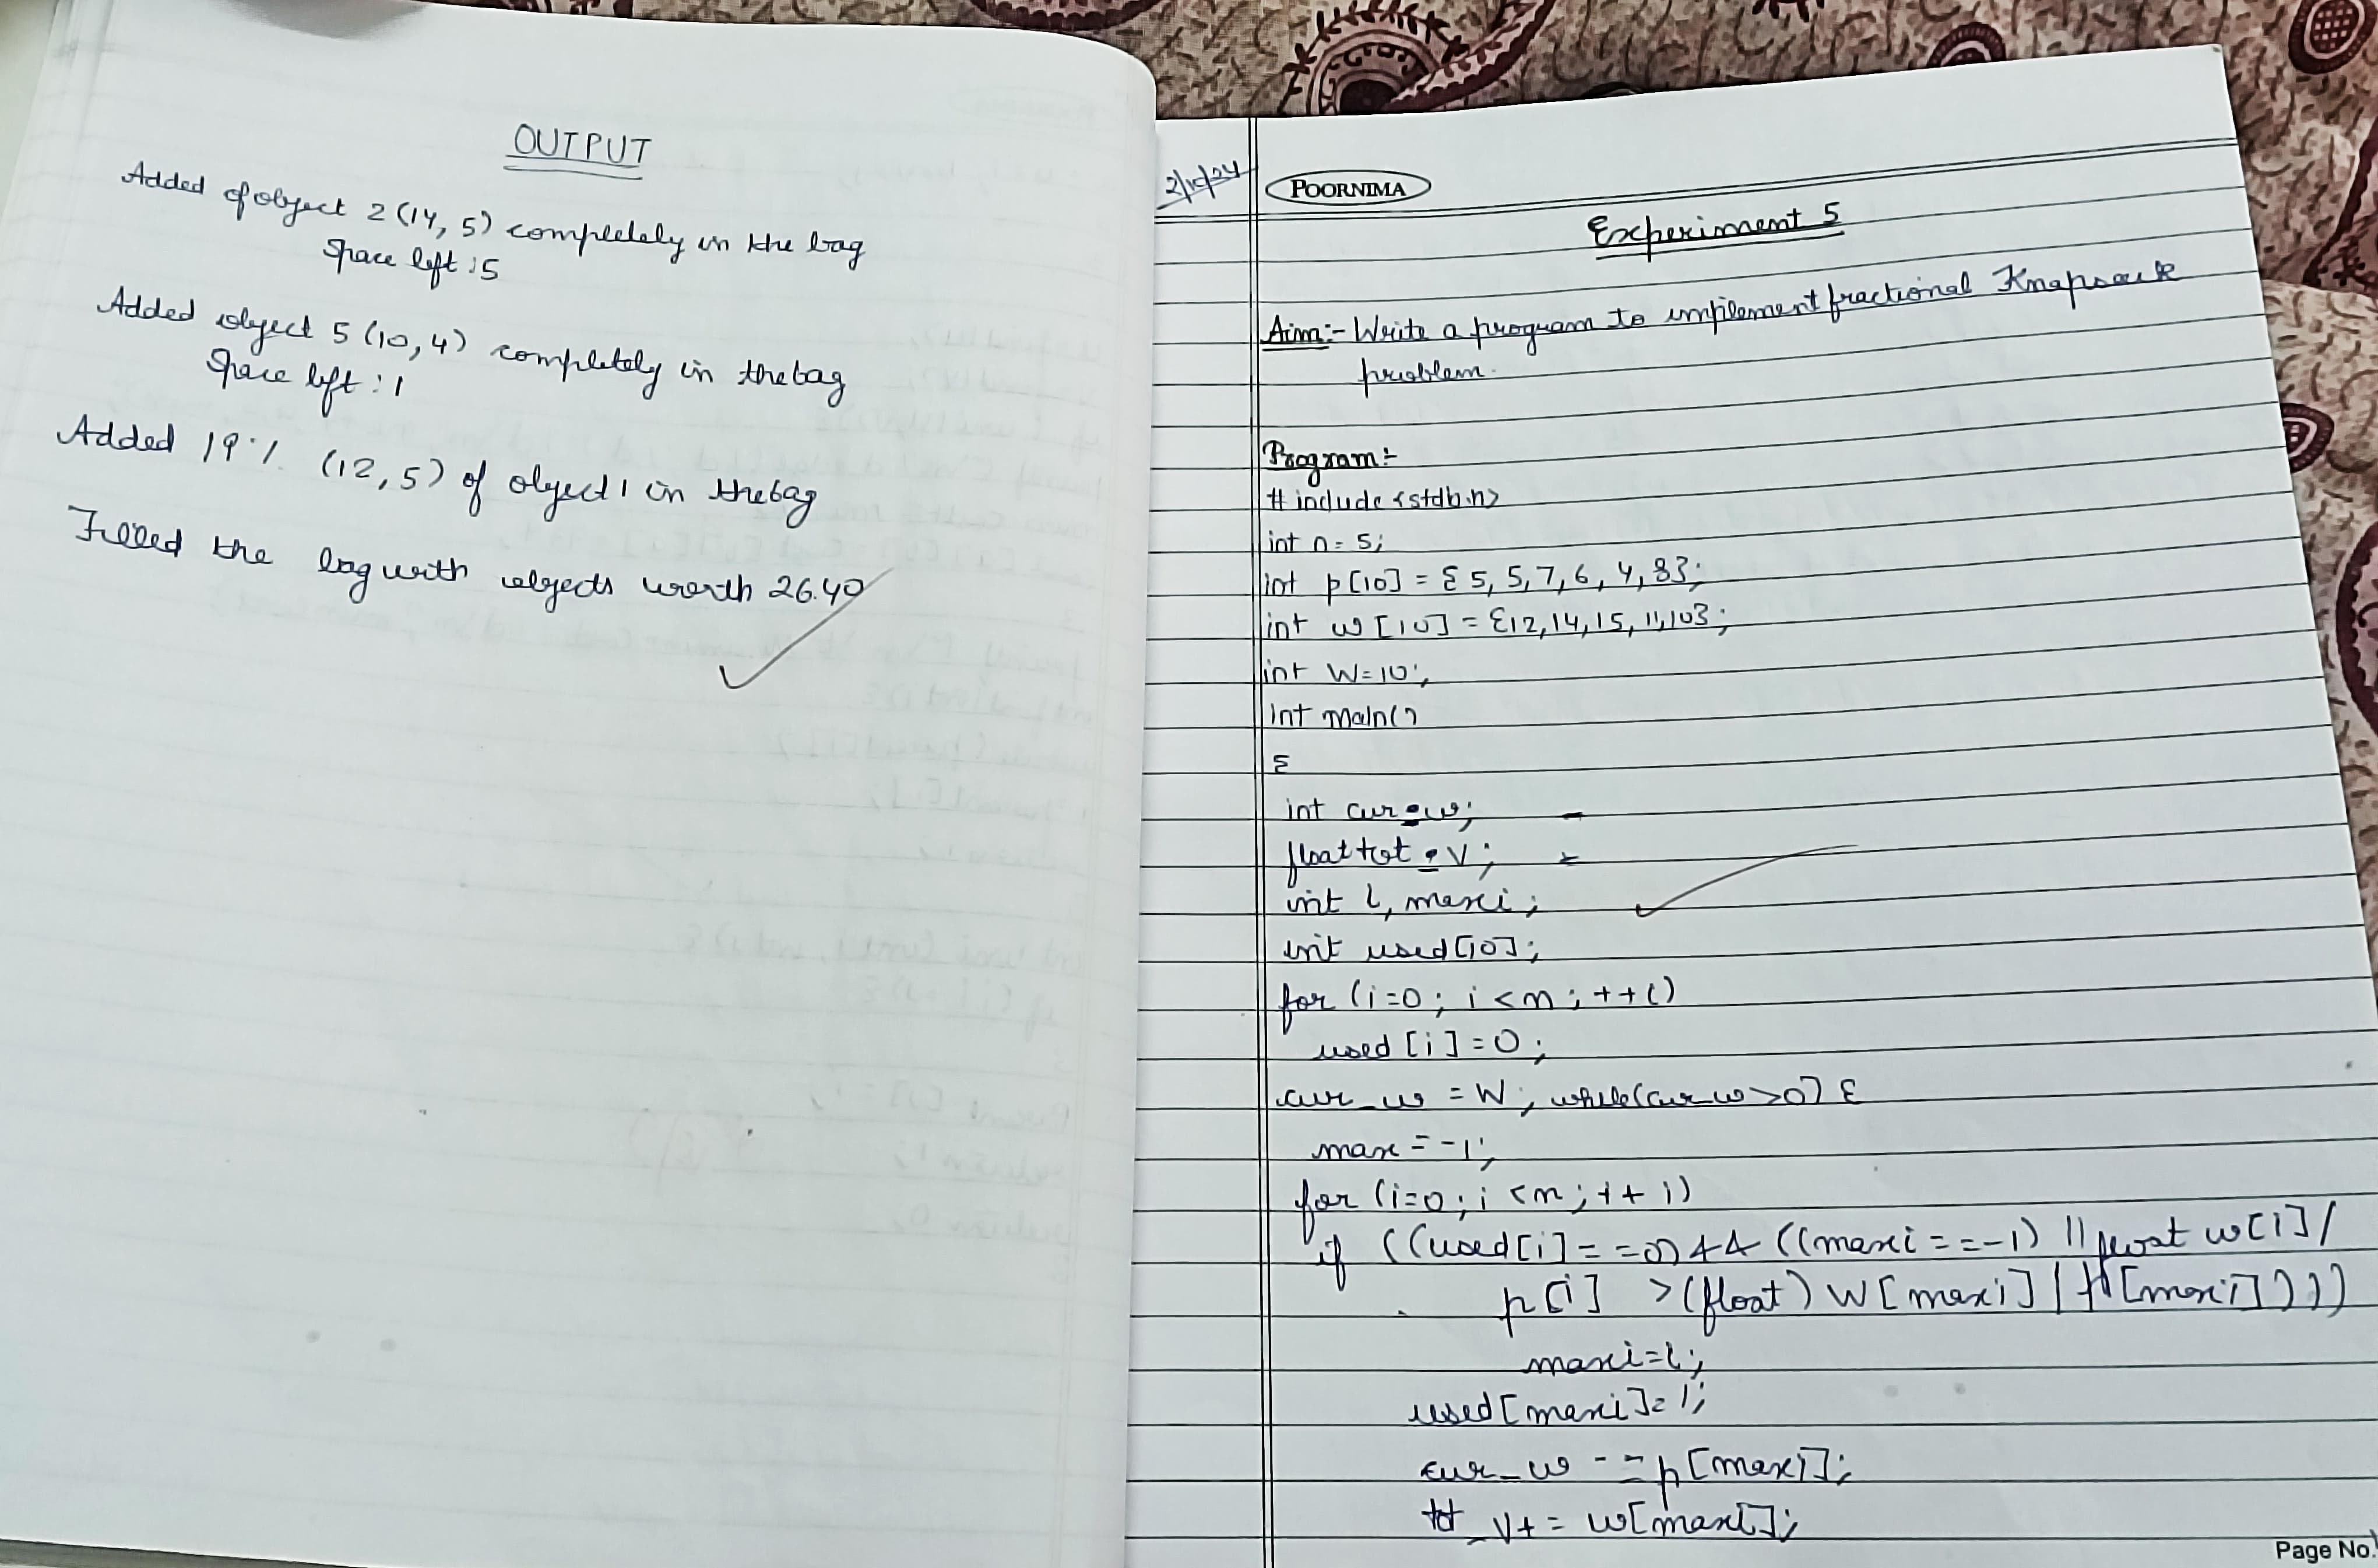 OUTPUT
Added of object 2 (14, 5) completely in the bag
Space left : 5
Added object 5 (10, 4) completely in the bag
Space left : 1
Added 19% (12, 5) of object 1 in the bag
Filled the bag with objects worth 26.40
2/10/24
POORNIMA
Experiment 5
Aim:- Write a program to implement fractional Knapsack
problem.
Program:-
# include <stdb.h>
int n = 5;
int p [10] = {5, 5, 7, 6, 4, 83;
int w [10] = {12, 14, 15, 11, 103;
int W = 10;
int main()
{
int cur_w;
float tot_v;
int i, maxi;
int used [10];
for (i=0; i<n; ++i)
used [i] = 0;
cur_w = W; while(cur w>0) {
max = -1;
for (i=0; i<n; ++i)
if ((used[i]==0) && ((maxi==-1) || float w[i]/
p[i] >(float) W[maxi] / p[maxi])))
maxi=i;
used [maxi]=1;
cur_w -= p[maxi];
tot_v+= w[maxi];
Page No